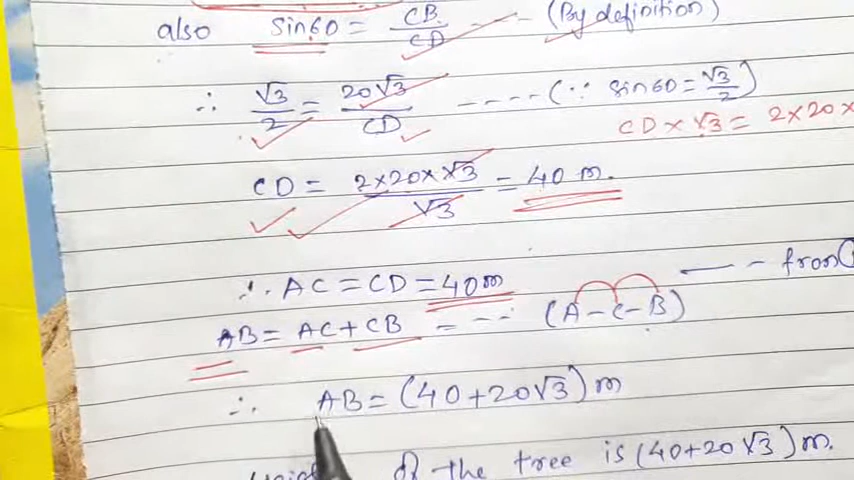 also Sin60 = CB/CD - - (By definition)
∴ √3/2 = 20√3/CD ---- (∵ sin60 = √3/2)
CD × √3 = 2×20×
CD = 2×20×√3/√3 = 40 m.
∴ AC = CD = 40m -- from
AB = AC + CB --- (A-C-B)
∴ AB = (40+20√3) m
of the tree is (40+20√3) m.